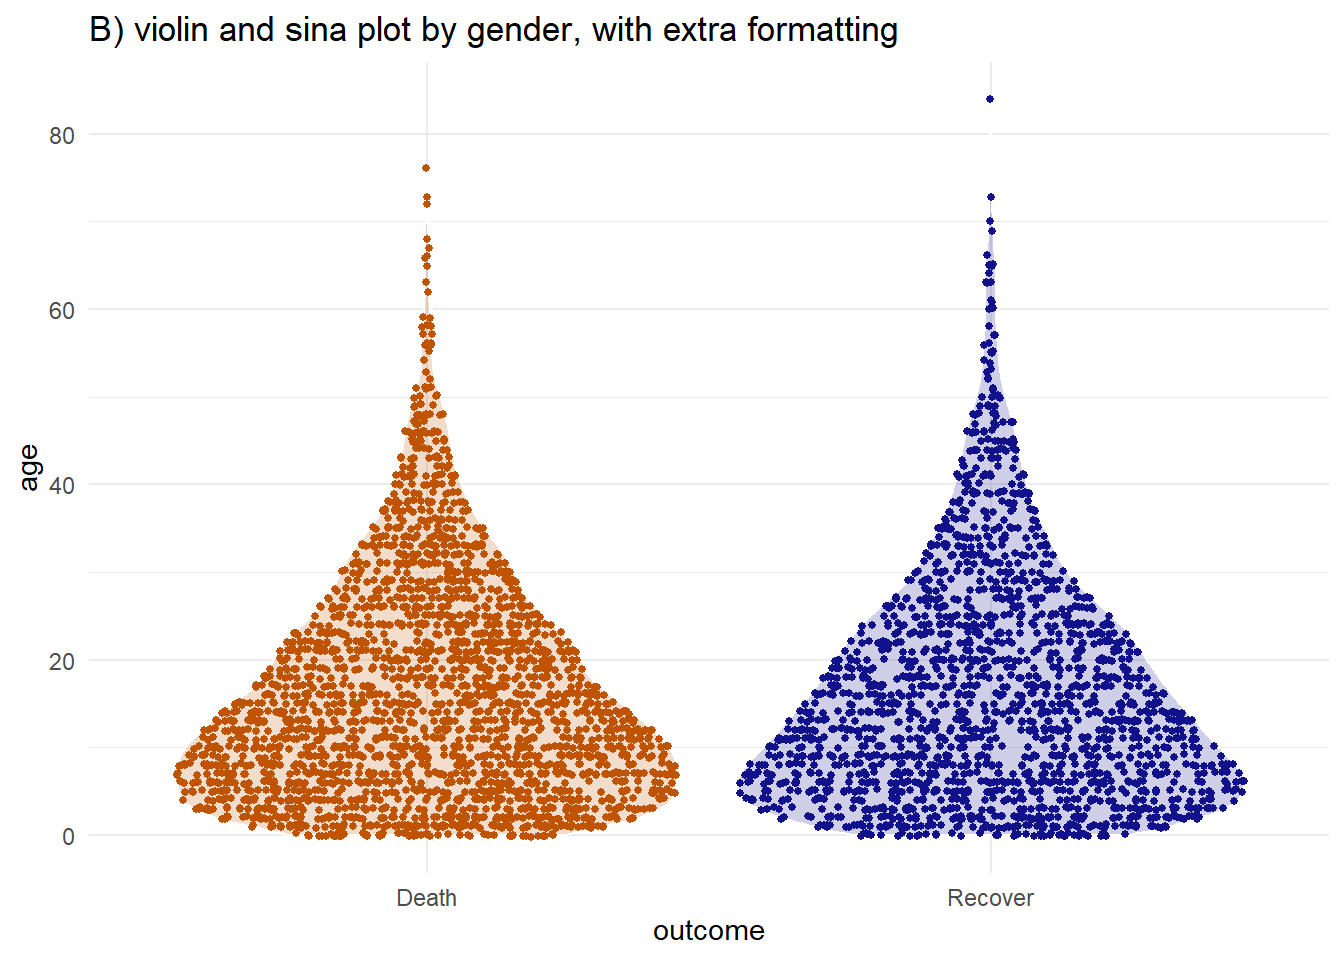 B) violin and sina plot by gender, with extra formatting
80
60
40
20
0
age
Death
Recover
outcome